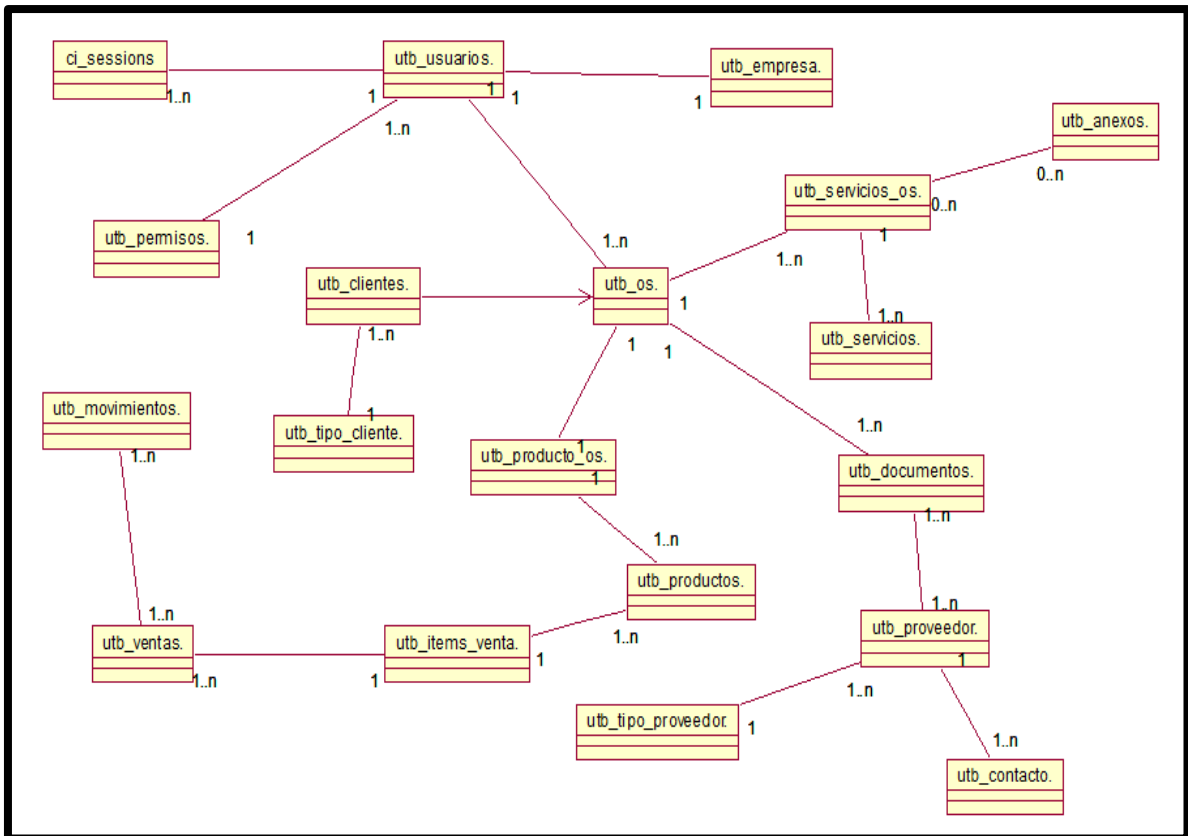 ci_sessions
utb_usuarios.
utb_empresa.
1..n
1
1
1
1
1..n
utb_anexos.
0..n
utb_servicios_os.
0..n
1
utb_permisos.
1
1..n
1..n
utb_clientes.
utb_os.
1
1..n
1..n
utb_servicios.
1
1
utb_movimientos.
1..n
1
utb_tipo_cliente.
1..n
utb_producto_os.
1
1
utb_documentos.
1..n
1..n
utb_productos.
1..n
1..n
1..n
utb_ventas.
1..n
utb_items_venta.
1
1
utb_proveedor.
1
1..n
utb_tipo_proveedor.
1
1..n
utb_contacto.